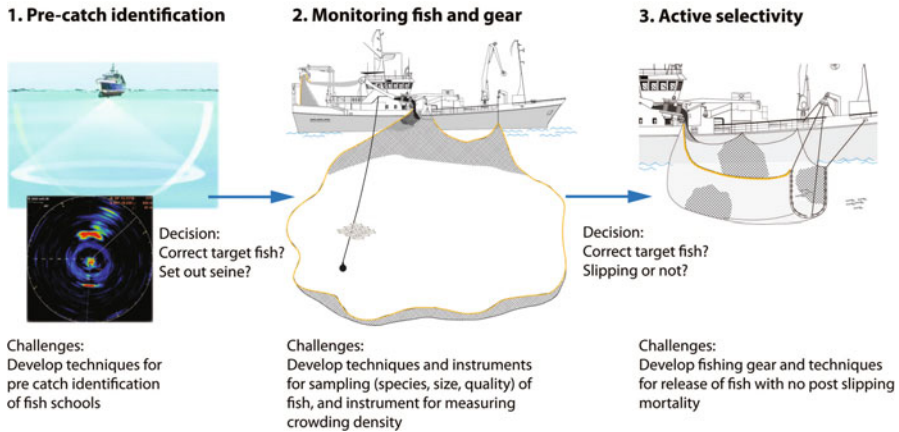 1. Pre-catch identification
2. Monitoring fish and gear
3. Active selectivity
Decision:
Correct target fish?
Set out seine?
Decision:
Correct target fish?
Slipping or not?
Challenges:
Develop techniques for
pre catch identification
of fish schools
Challenges:
Develop techniques and instruments
for sampling (species, size, quality) of
fish, and instrument for measuring
crowding density
Challenges:
Develop fishing gear and techniques
for release of fish with no post slipping
mortality